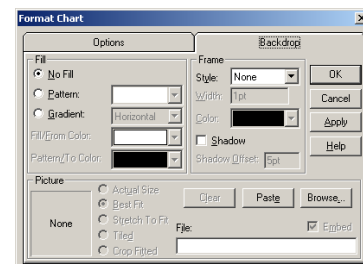 Format Chart
Options
Backdrop
Fill
No Fill
Pattern:
Gradient:
Horizontal
Fill/From Color:
Pattern/To Color:
Frame
Style:
None
Width:
1pt
Color:
Shadow
Shadow Offset:
5pt
OK
Cancel
Apply
Help
Picture
None
Actual Size
Best Fit
Stretch To Fit
Tiled
Crop Fitted
Clear
Paste
Browse...
File:
Embed